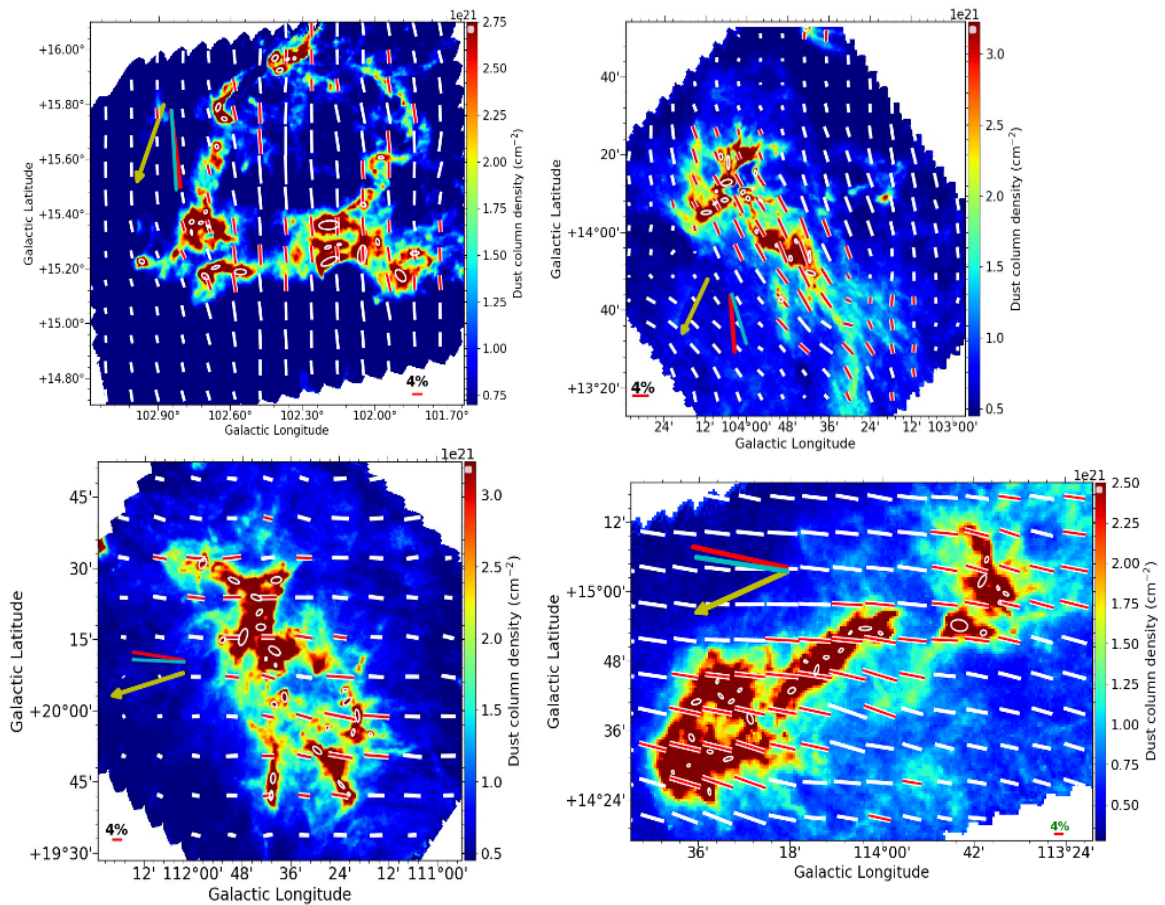 1e21
+16.00°
+15.80°
+15.60°
+15.40°
+15.20°
+15.00°
+14.80°
Galactic Latitude
4%
102.90° 102.60° 102.30° 102.00° 101.70°
Galactic Longitude
2.75
2.50
2.25
2.00
1.75
1.50
1.25
1.00
0.75
Dust column density (cm⁻²)
1e21
40'
20'
+14°00'
40'
+13°20'
Galactic Latitude
4%
24' 12' 104°00' 48' 36' 24' 12' 103°00'
Galactic Longitude
3.0
2.5
2.0
1.5
1.0
0.5
Dust column density (cm⁻²)
1e21
45'
30'
15'
+20°00'
45'
+19°30'
Galactic Latitude
4%
12' 112°00' 48' 36' 24' 12' 111°00'
Galactic Longitude
3.0
2.5
2.0
1.5
1.0
0.5
Dust column density (cm⁻²)
1e21
12'
+15°00'
48'
36'
+14°24'
Galactic Latitude
4%
36' 18' 114°00' 42' 113°24'
Galactic Longitude
2.50
2.25
2.00
1.75
1.50
1.25
1.00
0.75
0.50
Dust column density (cm⁻²)